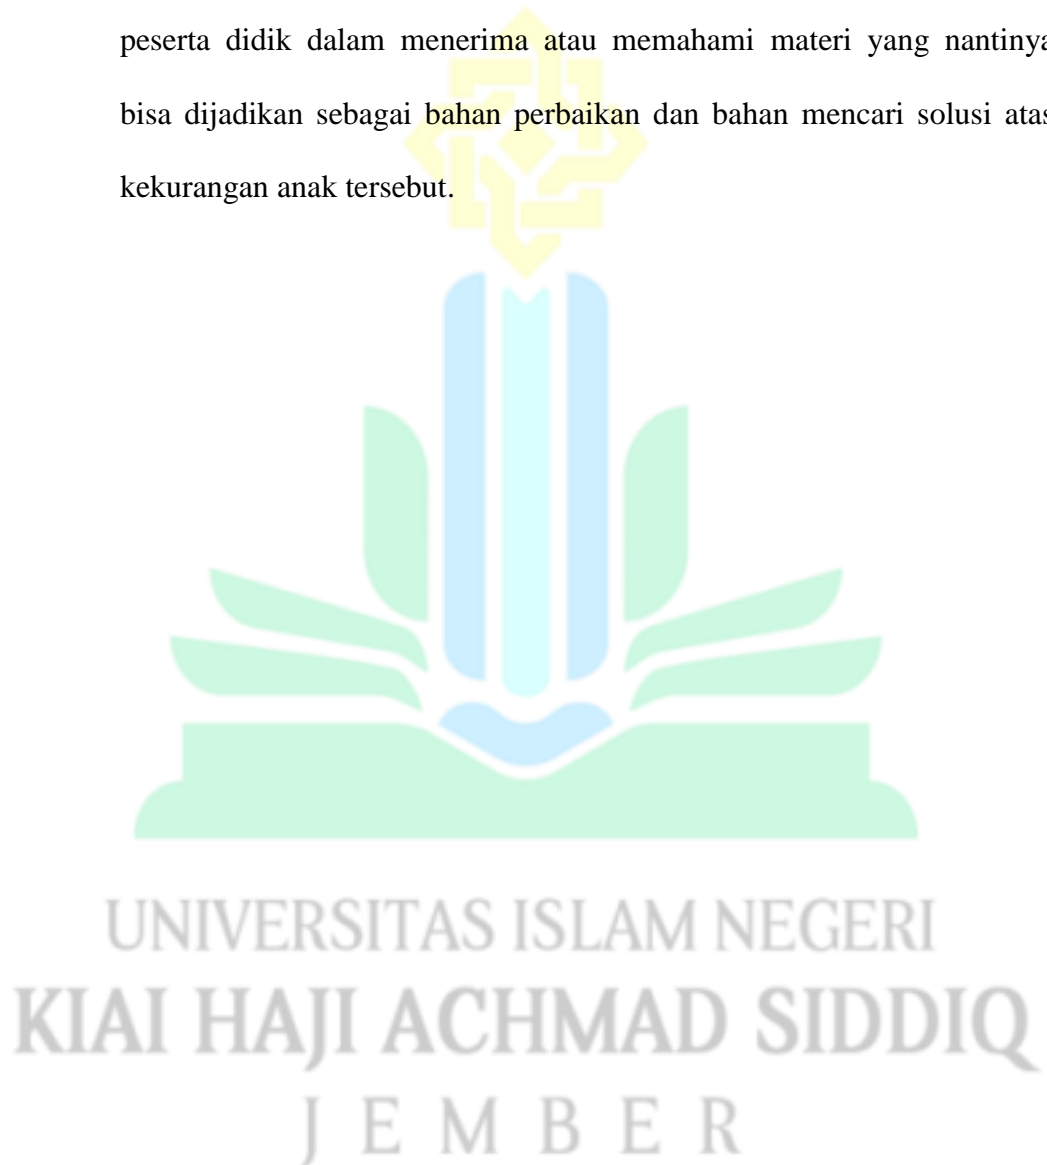 peserta didik dalam menerima atau memahami materi yang nantinya
bisa dijadikan sebagai bahan perbaikan dan bahan mencari solusi atas
kekurangan anak tersebut.
UNIVERSITAS ISLAM NEGERI
KIAI HAJI ACHMAD SIDDIQ
JEMBER